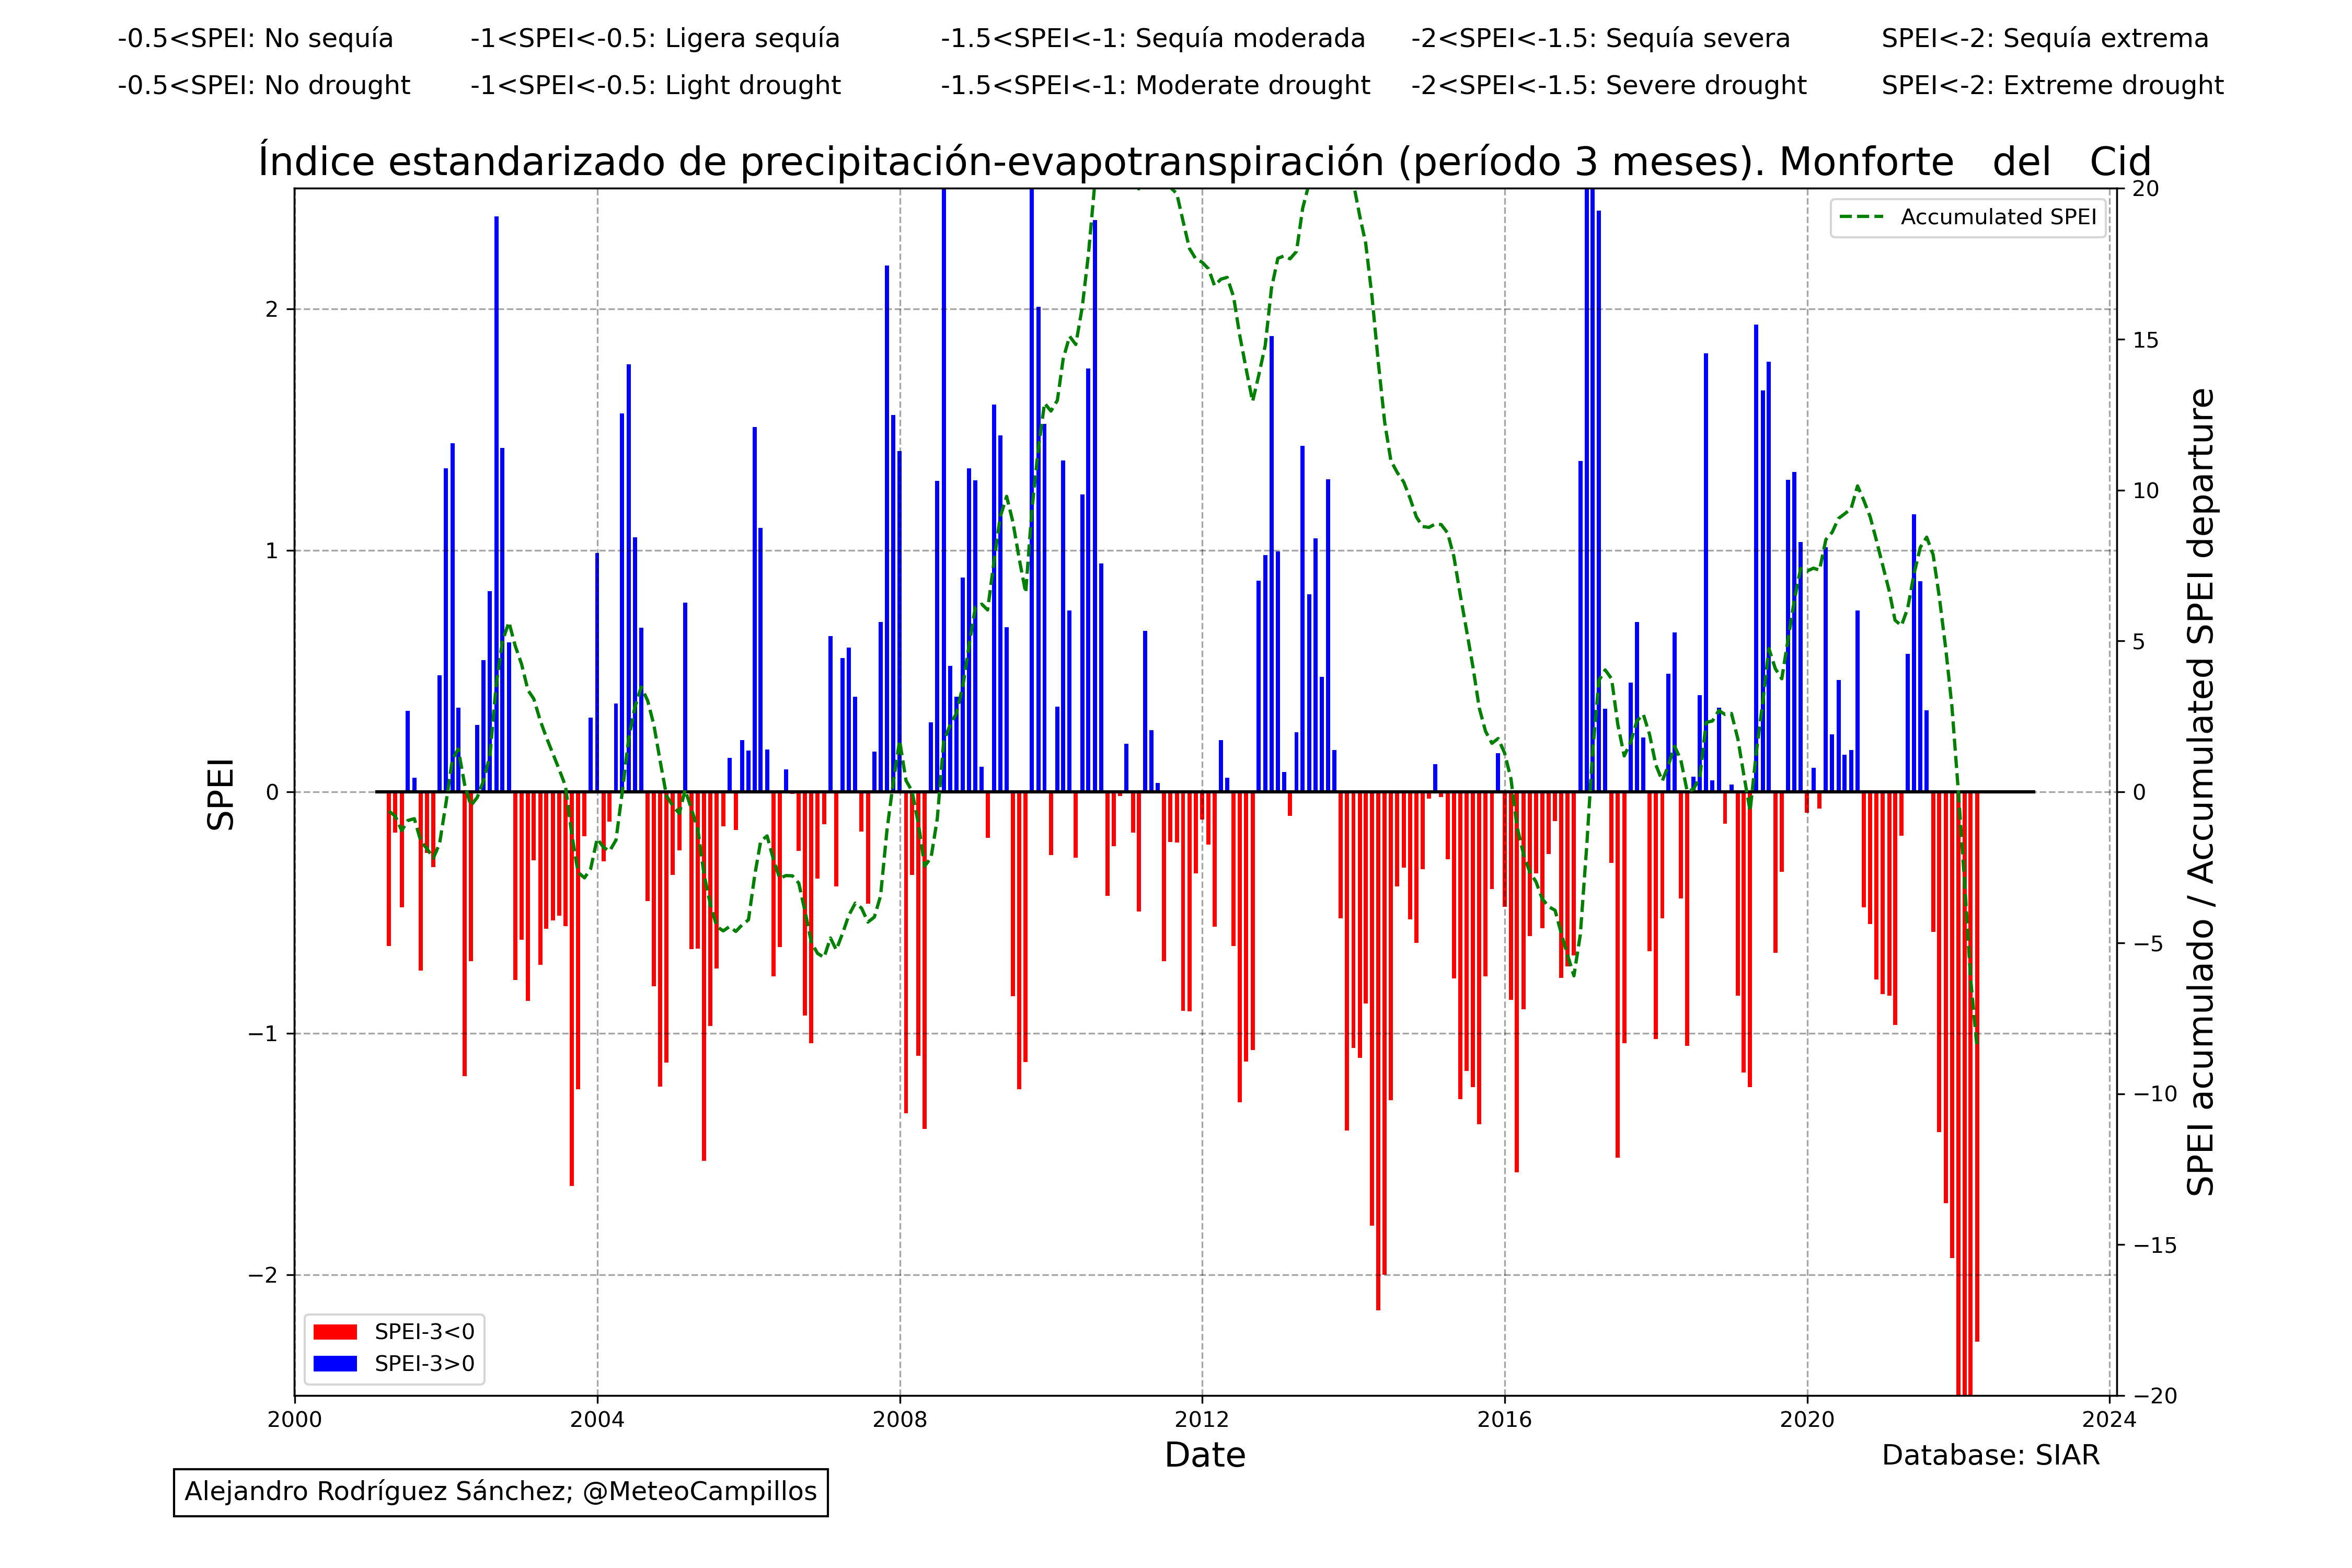 -0.5<SPEI: No sequía -1<SPEI<-0.5: Ligera sequía -1.5<SPEI<-1: Sequía moderada -2<SPEI<-1.5: Sequía severa SPEI<-2: Sequía extrema
-0.5<SPEI: No drought -1<SPEI<-0.5: Light drought -1.5<SPEI<-1: Moderate drought -2<SPEI<-1.5: Severe drought SPEI<-2: Extreme drought
Índice estandarizado de precipitación-evapotranspiración (período 3 meses). Monforte del Cid
Accumulated SPEI
SPEI
2
1
0
−1
−2
20
15
10
5
0
−5
−10
−15
−20
SPEI acumulado / Accumulated SPEI departure
SPEI-3<0
SPEI-3>0
2000 2004 2008 2012 2016 2020 2024
Date
Database: SIAR
Alejandro Rodríguez Sánchez; @MeteoCampillos